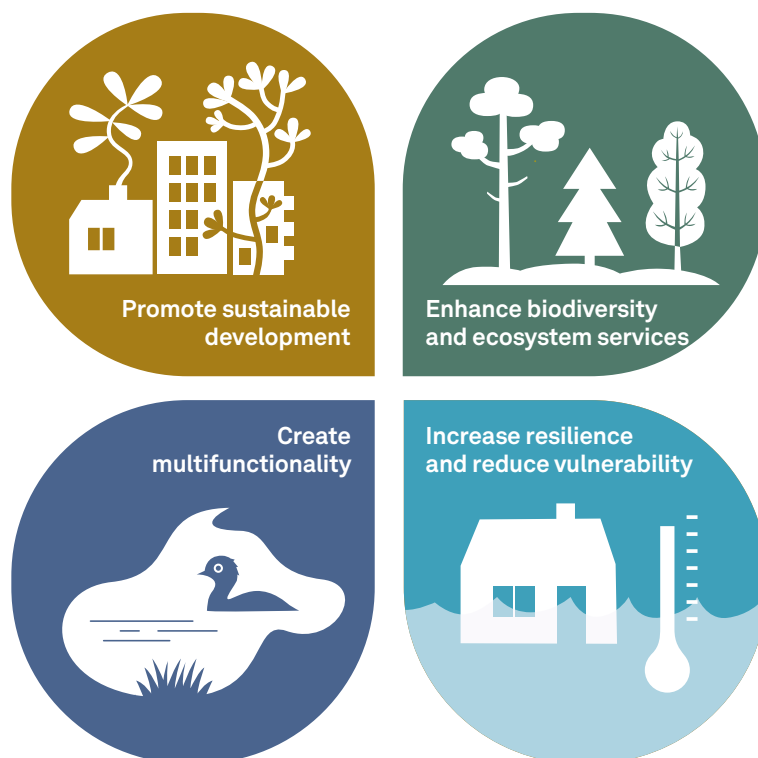 Promote sustainable
development
Enhance biodiversity
and ecosystem services
Create
multifunctionality
Increase resilience
and reduce vulnerability